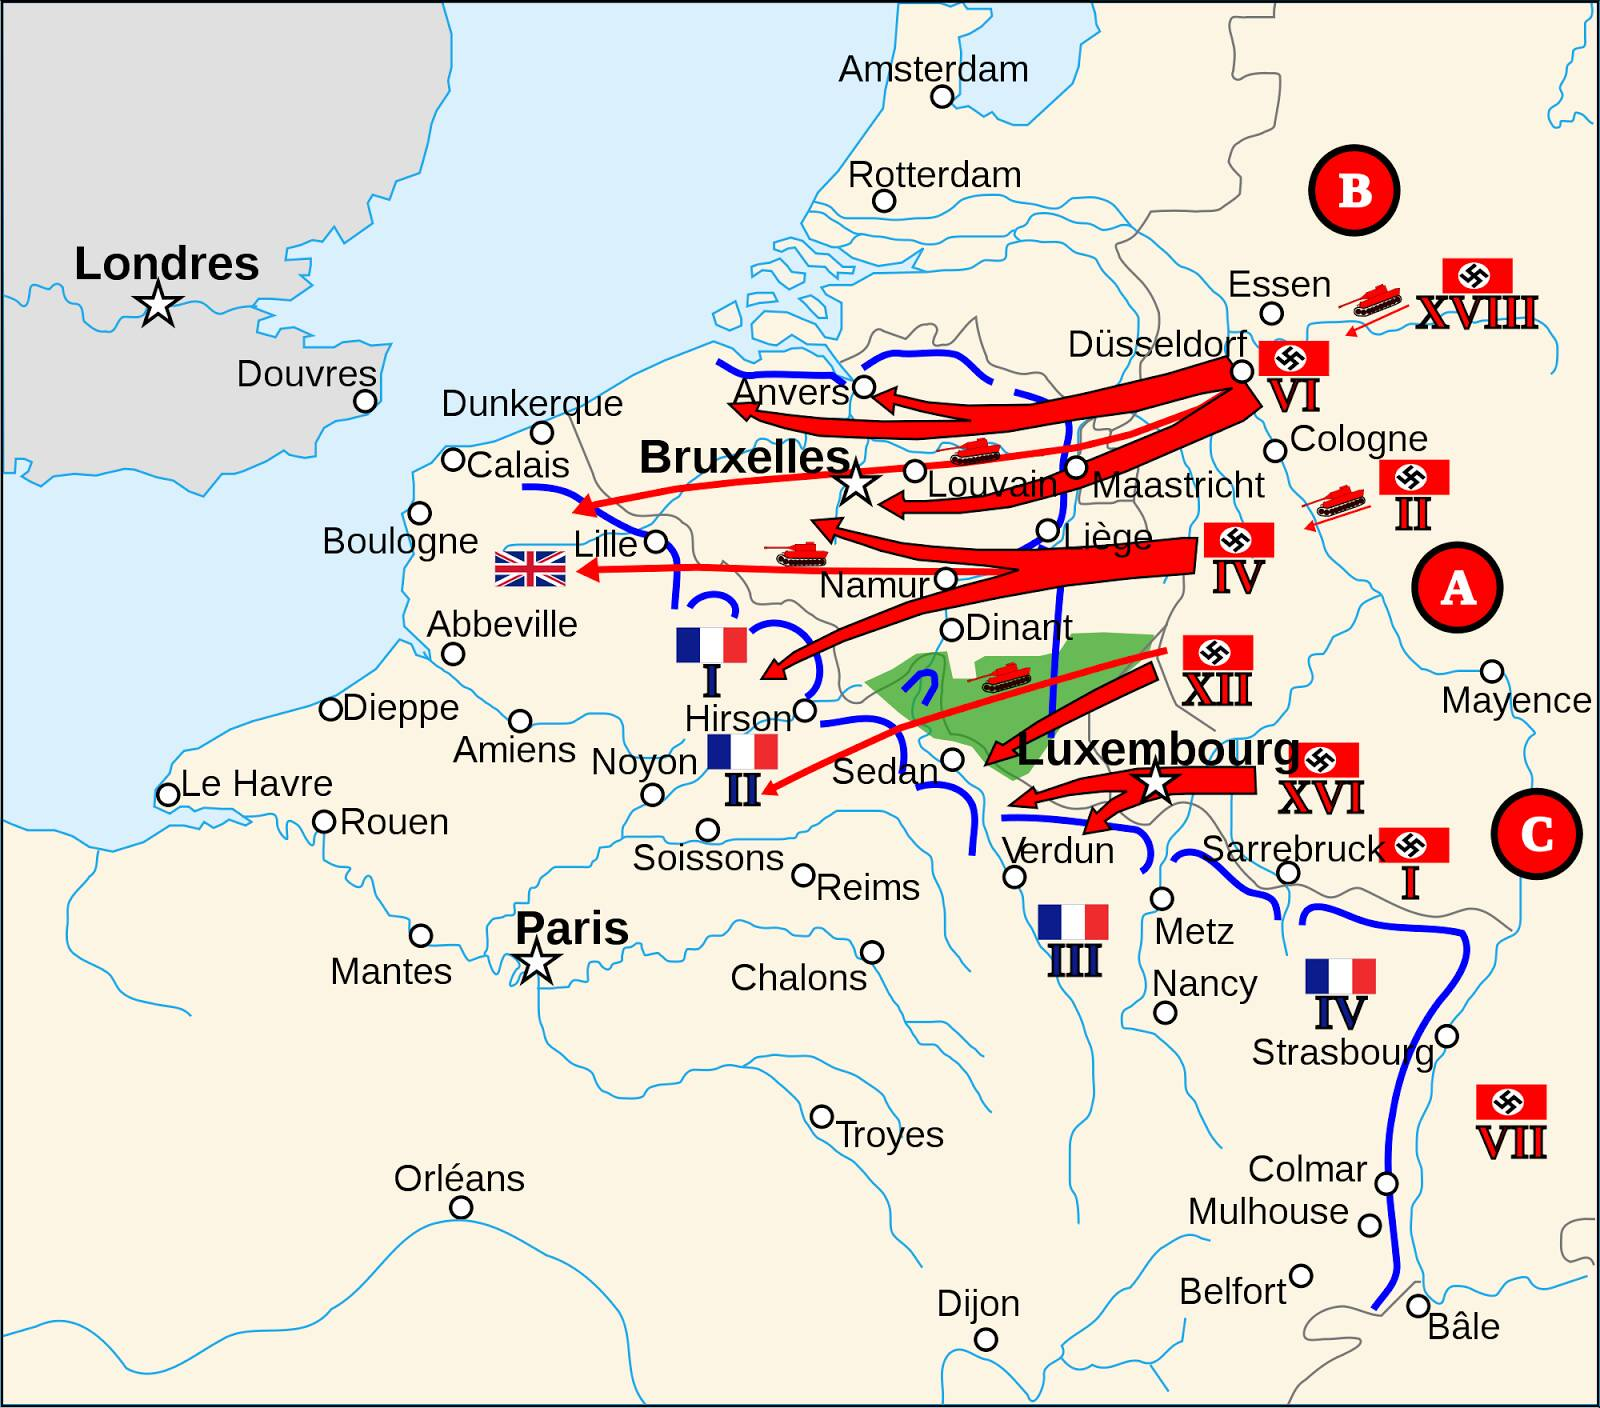 Amsterdam
Rotterdam
B
Londres
Essen
XVIII
Düsseldorf
Douvres
VI
Anvers
Dunkerque
Cologne
Bruxelles
Calais
Louvain
Maastricht
II
Boulogne
Lille
Liège
IV
Namur
A
Abbeville
Dinant
I
XII
Dieppe
Hirson
Mayence
Amiens
Noyon
Luxembourg
Sedan
II
XVI
Le Havre
Rouen
C
Soissons
Verdun
Sarrebruck
Reims
I
Paris
Metz
Mantes
Chalons
III
Nancy
IV
Strasbourg
Troyes
VII
Orléans
Colmar
Mulhouse
Belfort
Dijon
Bâle